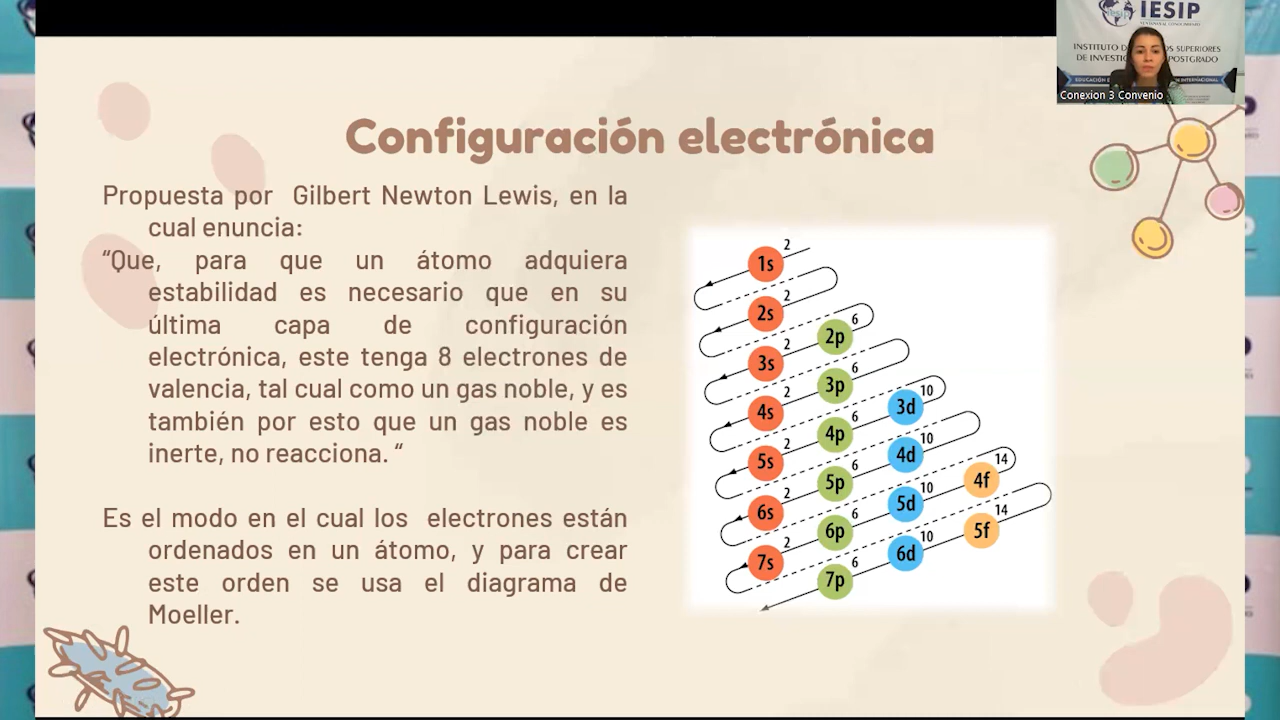 IESIP
INSTITUTO D S SUPERIORES
DE INVESTIG POSTGRADO
Conexion 3 Convenio
Configuración electrónica
Propuesta por Gilbert Newton Lewis, en la
cual enuncia:
“Que, para que un átomo adquiera
estabilidad es necesario que en su
última capa de configuración
electrónica, este tenga 8 electrones de
valencia, tal cual como un gas noble, y es
también por esto que un gas noble es
inerte, no reacciona. “
Es el modo en el cual los electrones están
ordenados en un átomo, y para crear
este orden se usa el diagrama de
Moeller.
1s 2
2s 2
2p 6
3s 2
3p 6
3d 10
4s 2
4p 6
4d 10
4f 14
5s 2
5p 6
5d 10
5f 14
6s 2
6p 6
6d 10
7s 2
7p 6